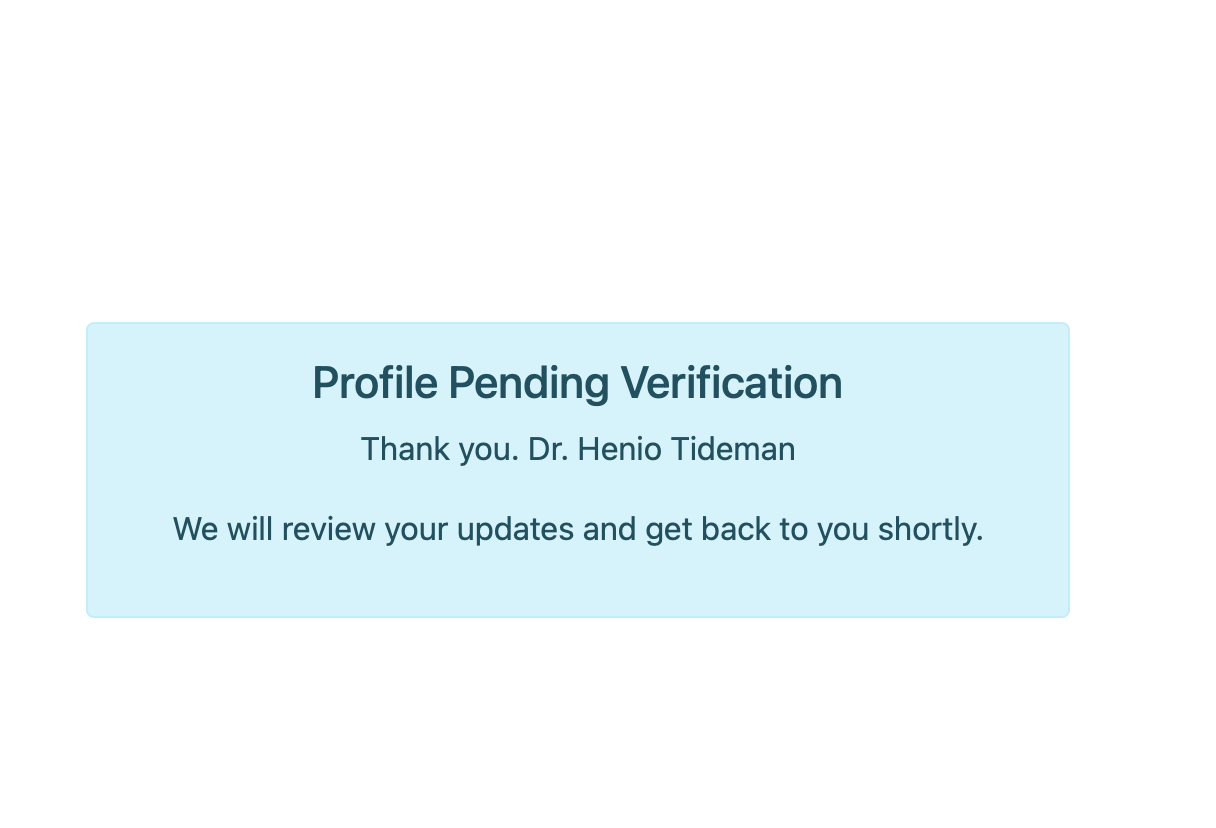 Profile Pending Verification
Thank you. Dr. Henio Tideman
We will review your updates and get back to you shortly.